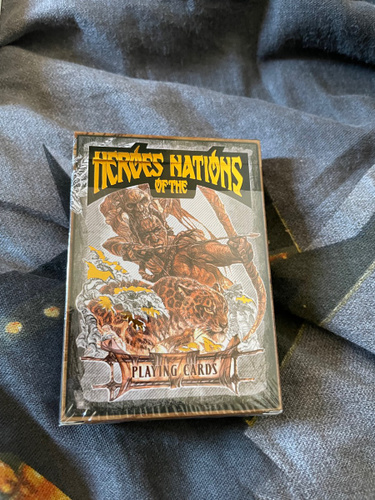 HEROES NATIONS
OF THE
PLAYING CARDS